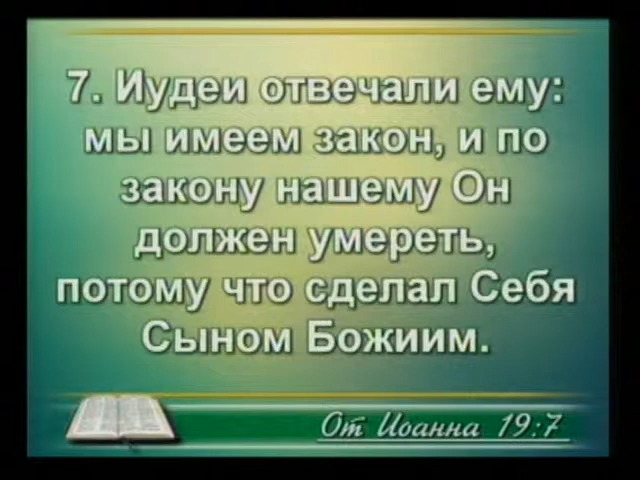 7. Иудеи отвечали ему:
мы имеем закон, и по
закону нашему Он
должен умереть,
потому что сделал Себя
Сыном Божиим.
От Иоанна 19:7